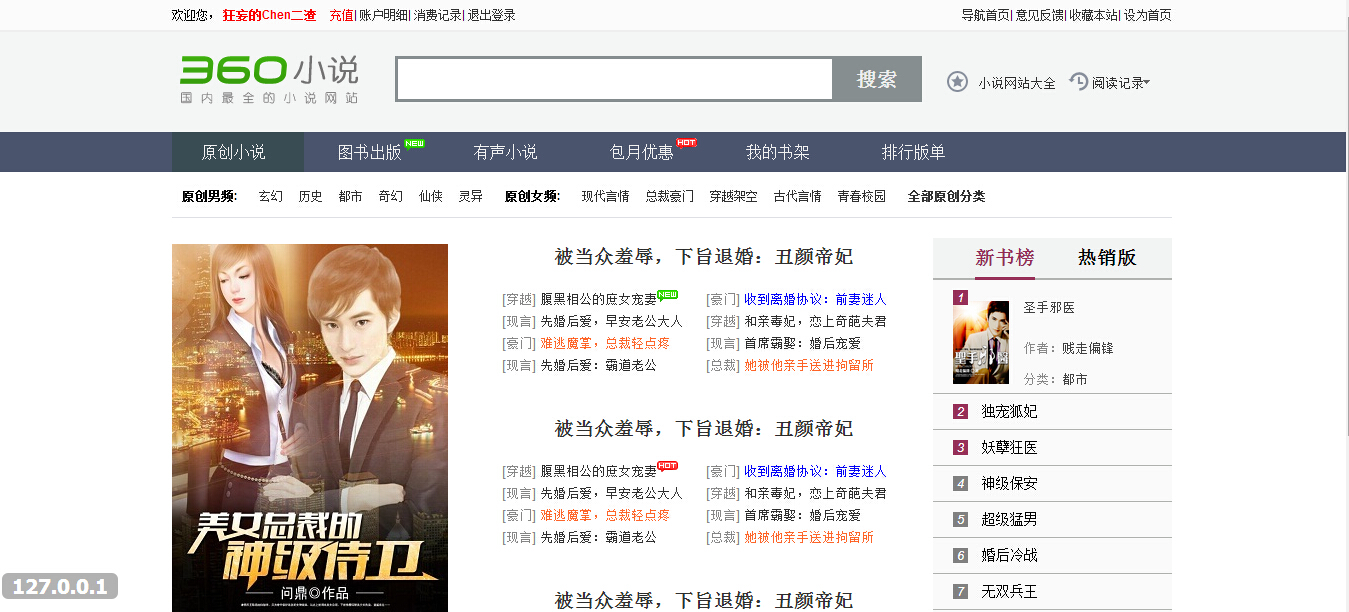 欢迎您， 狂妄的Chen二渣 充值| 账户明细| 消费记录| 退出登录
导航首页| 意见反馈| 收藏本站| 设为首页
360小说
国内最全的小说网站
搜索
小说网站大全 阅读记录
原创小说 图书出版 NEW 有声小说 包月优惠 HOT 我的书架 排行版单
原创男频: 玄幻 历史 都市 奇幻 仙侠 灵异 原创女频: 现代言情 总裁豪门 穿越架空 古代言情 青春校园 全部原创分类
美女总裁的
神级侍卫
问鼎◎作品
被当众羞辱，下旨退婚：丑颜帝妃
[穿越] 腹黑相公的庶女宠妻 NEW
[现言] 先婚后爱，早安老公大人
[豪门] 难逃魔掌，总裁轻点疼
[现言] 先婚后爱：霸道老公
[豪门] 收到离婚协议：前妻迷人
[穿越] 和亲毒妃，恋上奇葩夫君
[现言] 首席霸娶：婚后宠爱
[总裁] 她被他亲手送进拘留所
被当众羞辱，下旨退婚：丑颜帝妃
[穿越] 腹黑相公的庶女宠妻 HOT
[现言] 先婚后爱，早安老公大人
[豪门] 难逃魔掌，总裁轻点疼
[现言] 先婚后爱：霸道老公
[豪门] 收到离婚协议：前妻迷人
[穿越] 和亲毒妃，恋上奇葩夫君
[现言] 首席霸娶：婚后宠爱
[总裁] 她被他亲手送进拘留所
被当众羞辱，下旨退婚：丑颜帝妃
新书榜 热销版
1
圣手邪医
作者：贱走偏锋
分类：都市
2 独宠狐妃
3 妖孽狂医
4 神级保安
5 超级猛男
6 婚后冷战
7 无双兵王
127.0.0.1